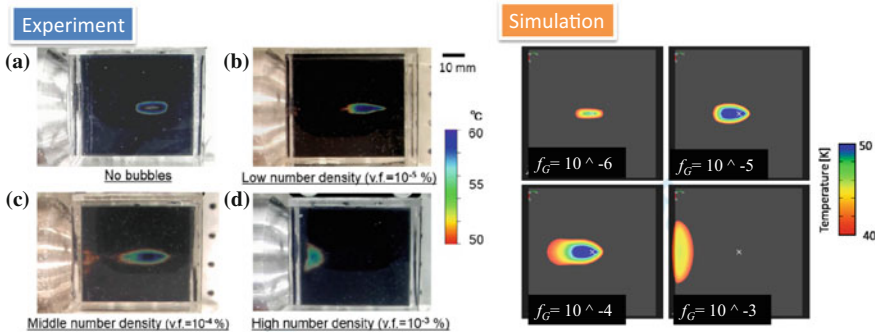 Experiment
Simulation
(a)
(b)
10 mm
No bubbles
Low number density (v.f.=10⁻⁵ %)
°C
60
55
50
(c)
(d)
Middle number density (v.f.=10⁻⁴ %)
High number density (v.f.=10⁻³ %)
f_G = 10 ^ -6
f_G = 10 ^ -5
f_G = 10 ^ -4
f_G = 10 ^ -3
Temperature [K]
50
40